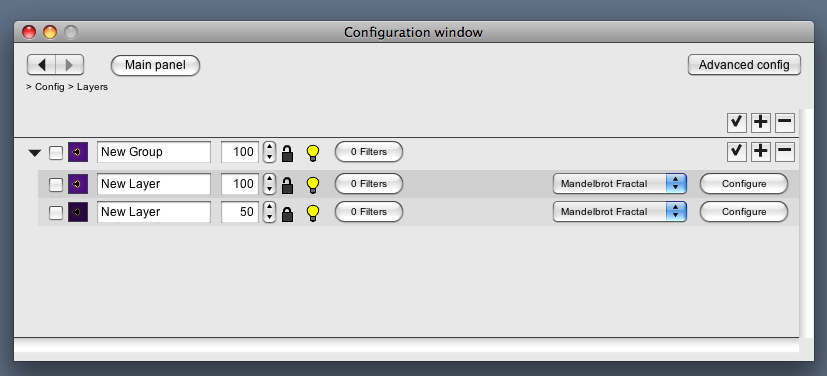 Configuration window
Main panel
Advanced config
> Config > Layers
New Group 100 0 Filters
New Layer 100 0 Filters Mandelbrot Fractal Configure
New Layer 50 0 Filters Mandelbrot Fractal Configure